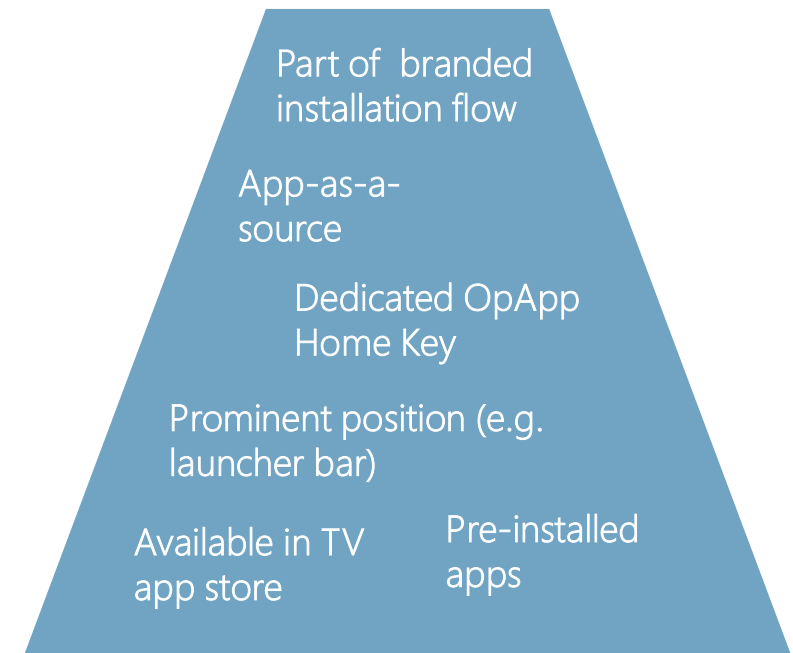 Part of branded
installation flow
App-as-a-
source
Dedicated OpApp
Home Key
Prominent position (e.g.
launcher bar)
Available in TV
app store
Pre-installed
apps